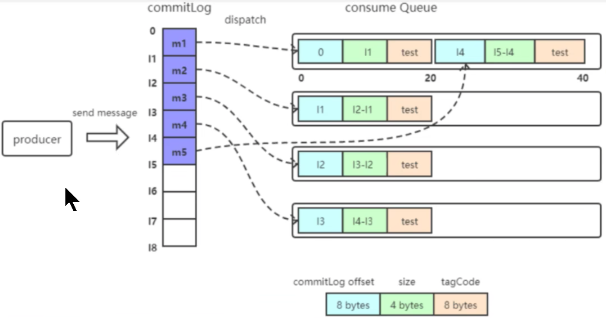 commitLog
consume Queue
dispatch
0
m1
l1
m2
l2
m3
l3
m4
l4
m5
l5
l6
l7
l8
producer
send message
0 l1 test l4 l5-l4 test
0 20 40
l1 l2-l1 test
l2 l3-l2 test
l3 l4-l3 test
commitLog offset size tagCode
8 bytes 4 bytes 8 bytes